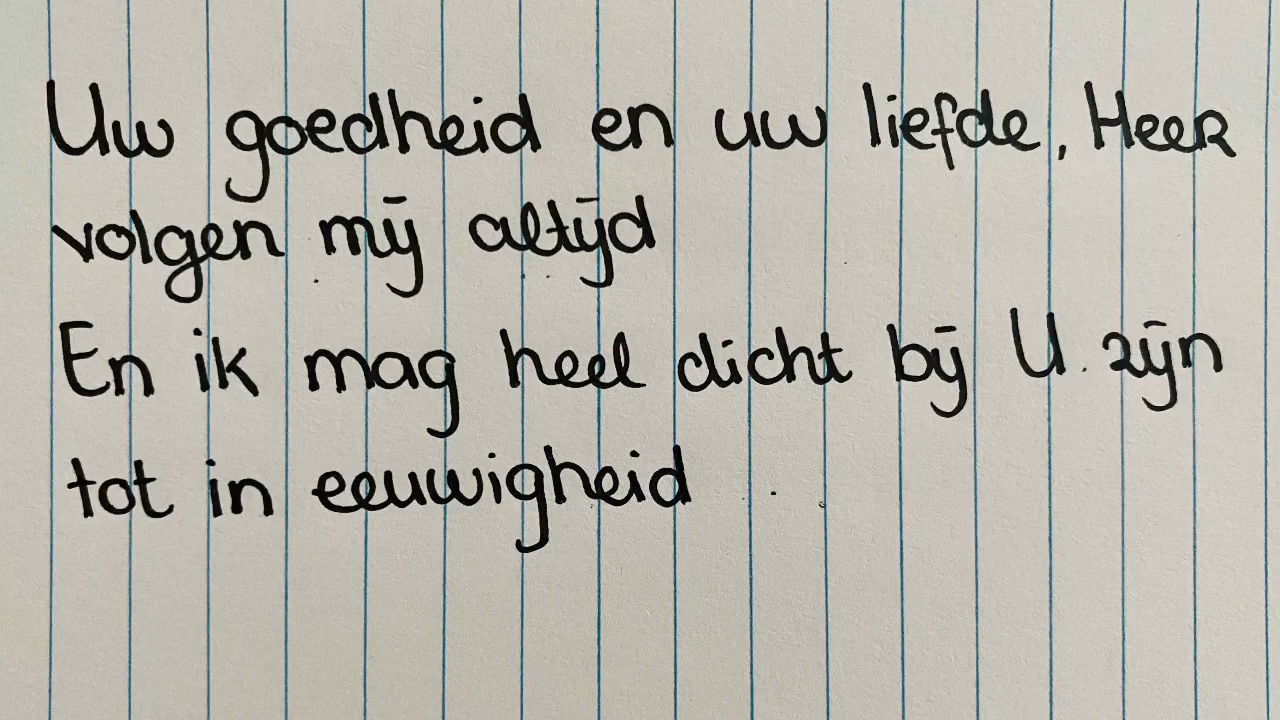 Uw goedheid en uw liefde, Heer
volgen mij altijd
En ik mag heel dicht bij U zijn
tot in eeuwigheid